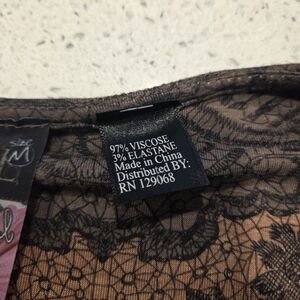 97% VISCOSE
3% ELASTANE
Made in China
Distributed BY:
RN 129068